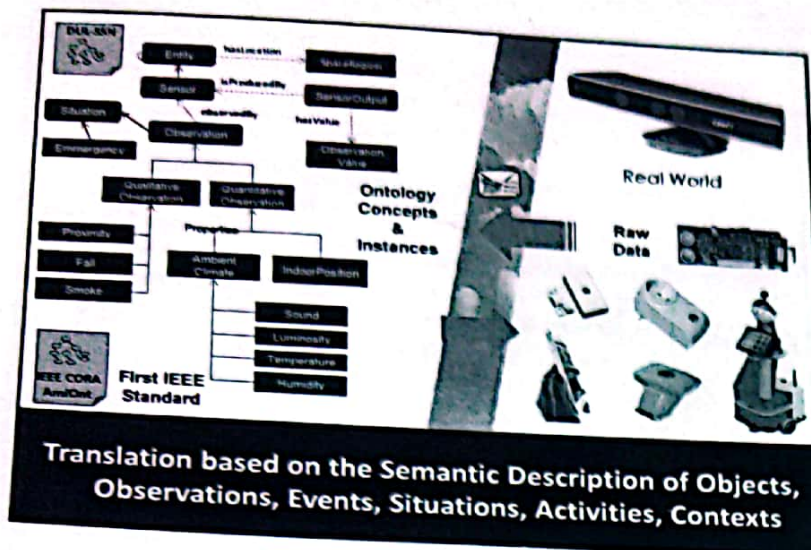 DUL-SSN
Entity
hasLocation
SpaceRegion
Sensor
isProducedBy
SensorOutput
Situation
observedBy
hasValue
Observation
Emmergency
Observation
Value
Qualitative
Observation
Quantitative
Observation
Ontology
Concepts
&
Instances
Real World
Raw
Data
Proximity
Properties
Fall
Ambient
Climate
IndoorPosition
Smoke
Sound
Luminosity
Temperature
Humidity
IEEE CORA
AmiOnt
First IEEE
Standard
Translation based on the Semantic Description of Objects,
Observations, Events, Situations, Activities, Contexts